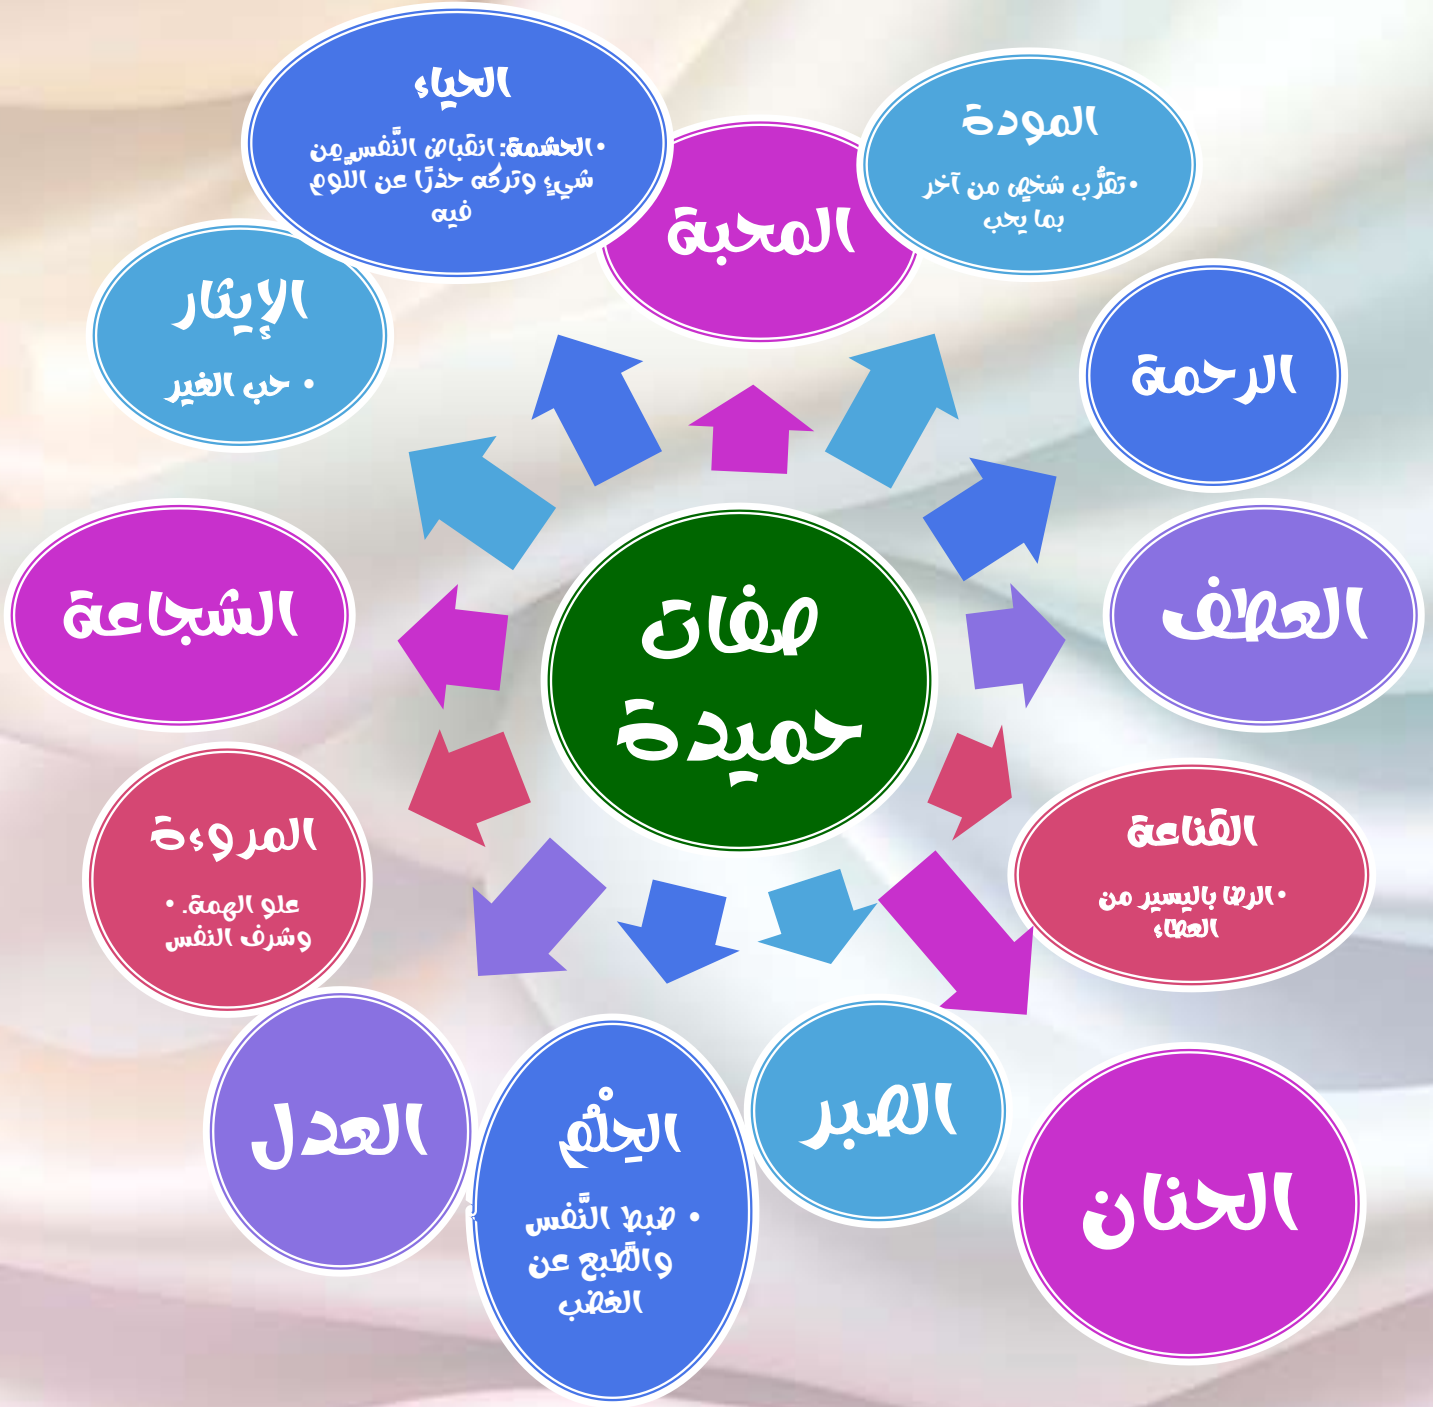 صفات
حميدة
المحبة
المودة
•تقرُّب شخصٍ من آخر
بما يحب
الرحمة
العطف
القناعة
•الرضا باليسير من
العطاء
الحنان
الصبر
الحِلْم
• ضبط النَّفس
والطَّبع عن
الغضب
العدل
المروءة
علو الهمة. •
وشرف النفس
الشجاعة
الإيثار
• حب الغير
الحياء
•الحشمة: انقباض النَّفس مِن
شيءٍ وتركه حذرًا عن اللَّوم
فيه